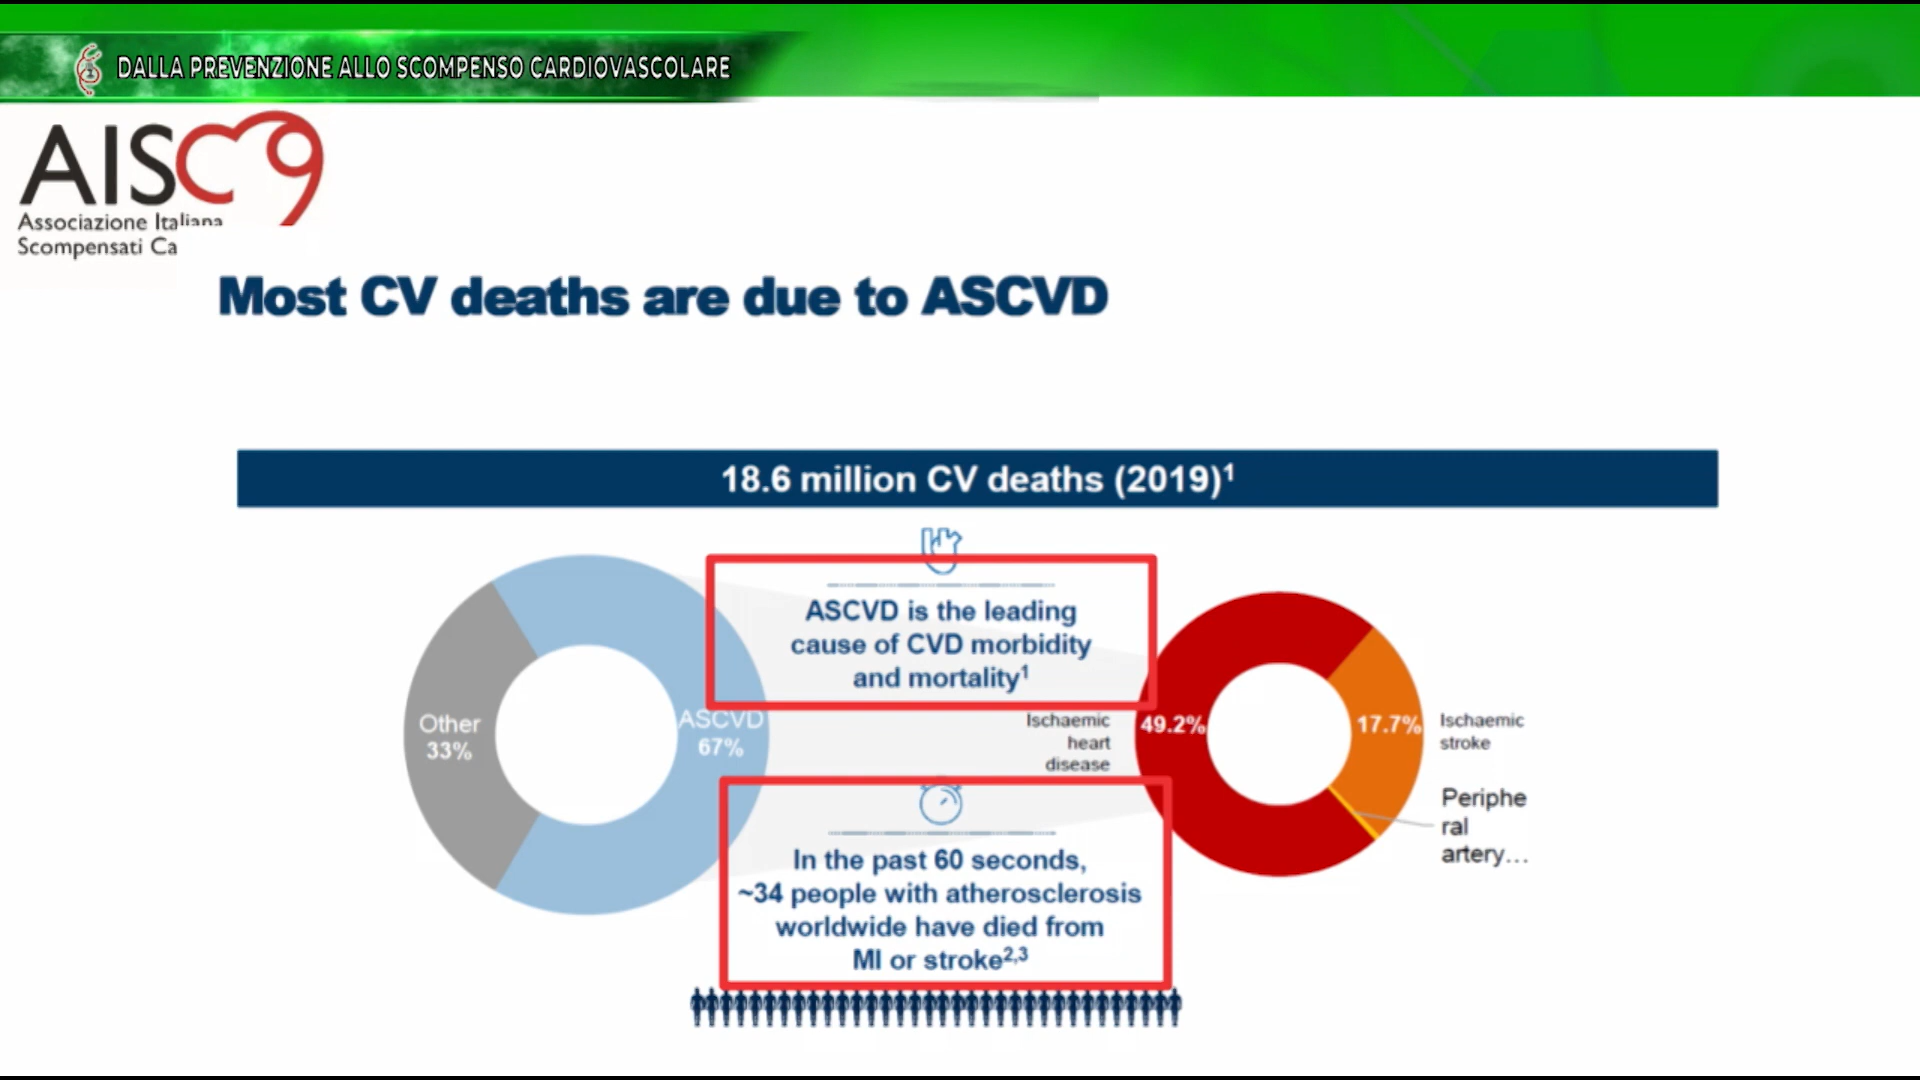 DALLA PREVENZIONE ALLO SCOMPENSO CARDIOVASCOLARE
AISC
Associazione Italiana
Scompensati Ca
Most CV deaths are due to ASCVD
18.6 million CV deaths (2019)¹
ASCVD is the leading
cause of CVD morbidity
and mortality¹
Other
33%
ASCVD
67%
Ischaemic
heart
disease
49.2%
17.7%
Ischaemic
stroke
Periphe
ral
artery…
In the past 60 seconds,
~34 people with atherosclerosis
worldwide have died from
MI or stroke²,³